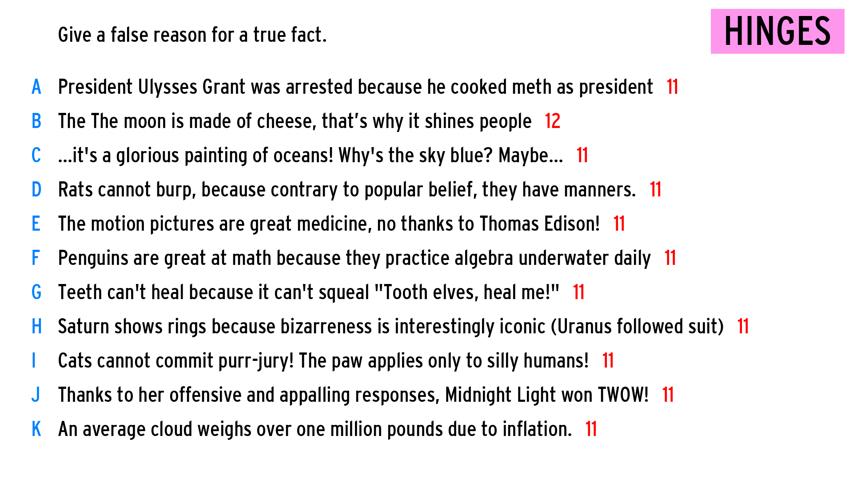 Give a false reason for a true fact.
HINGES
A President Ulysses Grant was arrested because he cooked meth as president 11
B The The moon is made of cheese, that's why it shines people 12
C ...it's a glorious painting of oceans! Why's the sky blue? Maybe... 11
D Rats cannot burp, because contrary to popular belief, they have manners. 11
E The motion pictures are great medicine, no thanks to Thomas Edison! 11
F Penguins are great at math because they practice algebra underwater daily 11
G Teeth can't heal because it can't squeal "Tooth elves, heal me!" 11
H Saturn shows rings because bizarreness is interestingly iconic (Uranus followed suit) 11
I Cats cannot commit purr-jury! The paw applies only to silly humans! 11
J Thanks to her offensive and appalling responses, Midnight Light won TWOW! 11
K An average cloud weighs over one million pounds due to inflation. 11